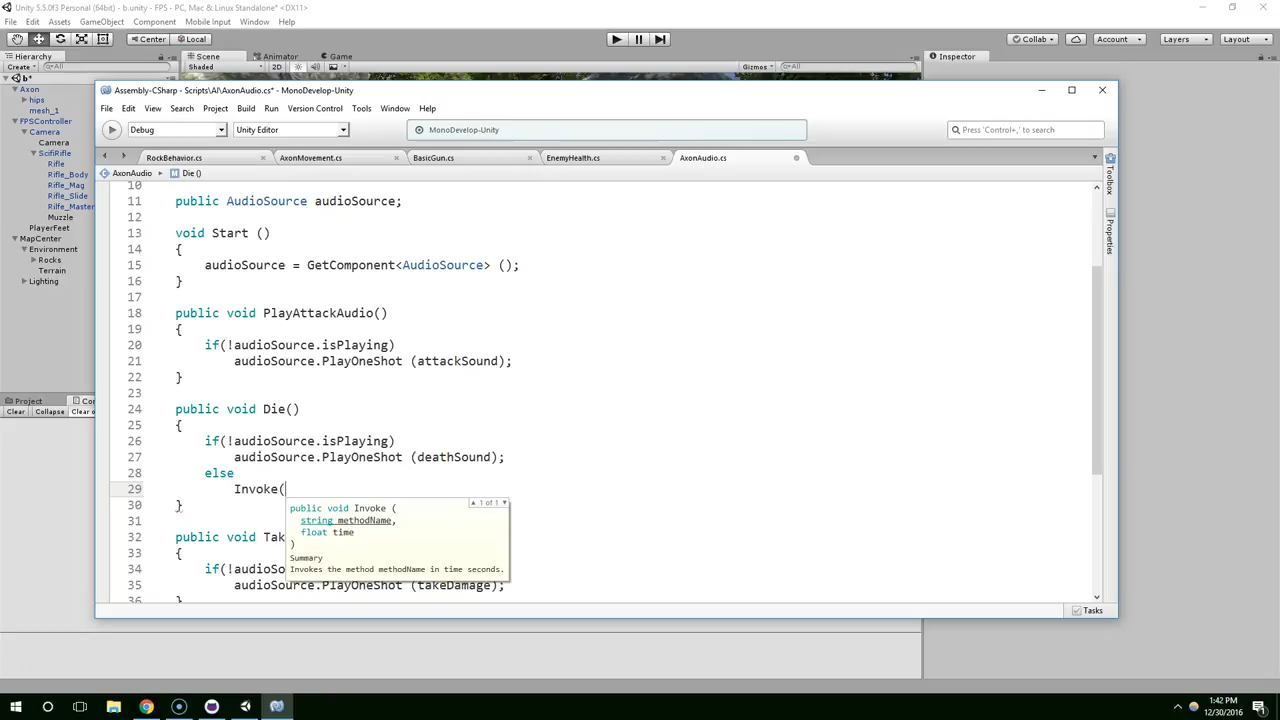 Unity 5.5.0f3 Personal (64bit) - b.unity - FPS - PC, Mac & Linux Standalone* <DX11>
File Edit Assets GameObject Component Mobile Input Window Help
Center Local Collab Account Layers Layout
Hierarchy Scene Animator Game Inspector
Create All Shaded 2D Gizmos All
b*
Axon
hips
mesh_1
FPSController
Camera
Camera
ScifiRifle
Rifle
Rifle_Body
Rifle_Mag
Rifle_Slide
Rilfe_Master
Muzzle
PlayerFeet
MapCenter
Environment
Rocks
Terrain
Lighting
Project Con
Clear Collapse Clear o
Assembly-CSharp - Scripts\AI\AxonAudio.cs* - MonoDevelop-Unity
File Edit View Search Project Build Run Version Control Tools Window Help
Debug Unity Editor MonoDevelop-Unity Press 'Control+,' to search
RockBehavior.cs AxonMovement.cs BasicGun.cs EnemyHealth.cs AxonAudio.cs
AxonAudio Die ()
10
11 public AudioSource audioSource;
12
13 void Start ()
14 {
15 audioSource = GetComponent<AudioSource> ();
16 }
17
18 public void PlayAttackAudio()
19 {
20 if(!audioSource.isPlaying)
21 audioSource.PlayOneShot (attackSound);
22 }
23
24 public void Die()
25 {
26 if(!audioSource.isPlaying)
27 audioSource.PlayOneShot (deathSound);
28 else
29 Invoke(
30 }
31
32 public void Tak
33 {
34 if(!audioSo
35 audioSource.PlayOneShot (takeDamage);
36 }
1 of 1
public void Invoke (
string methodName,
float time
)
Summary
Invokes the method methodName in time seconds.
Toolbox
Properties
Tasks
1:42 PM
12/30/2016